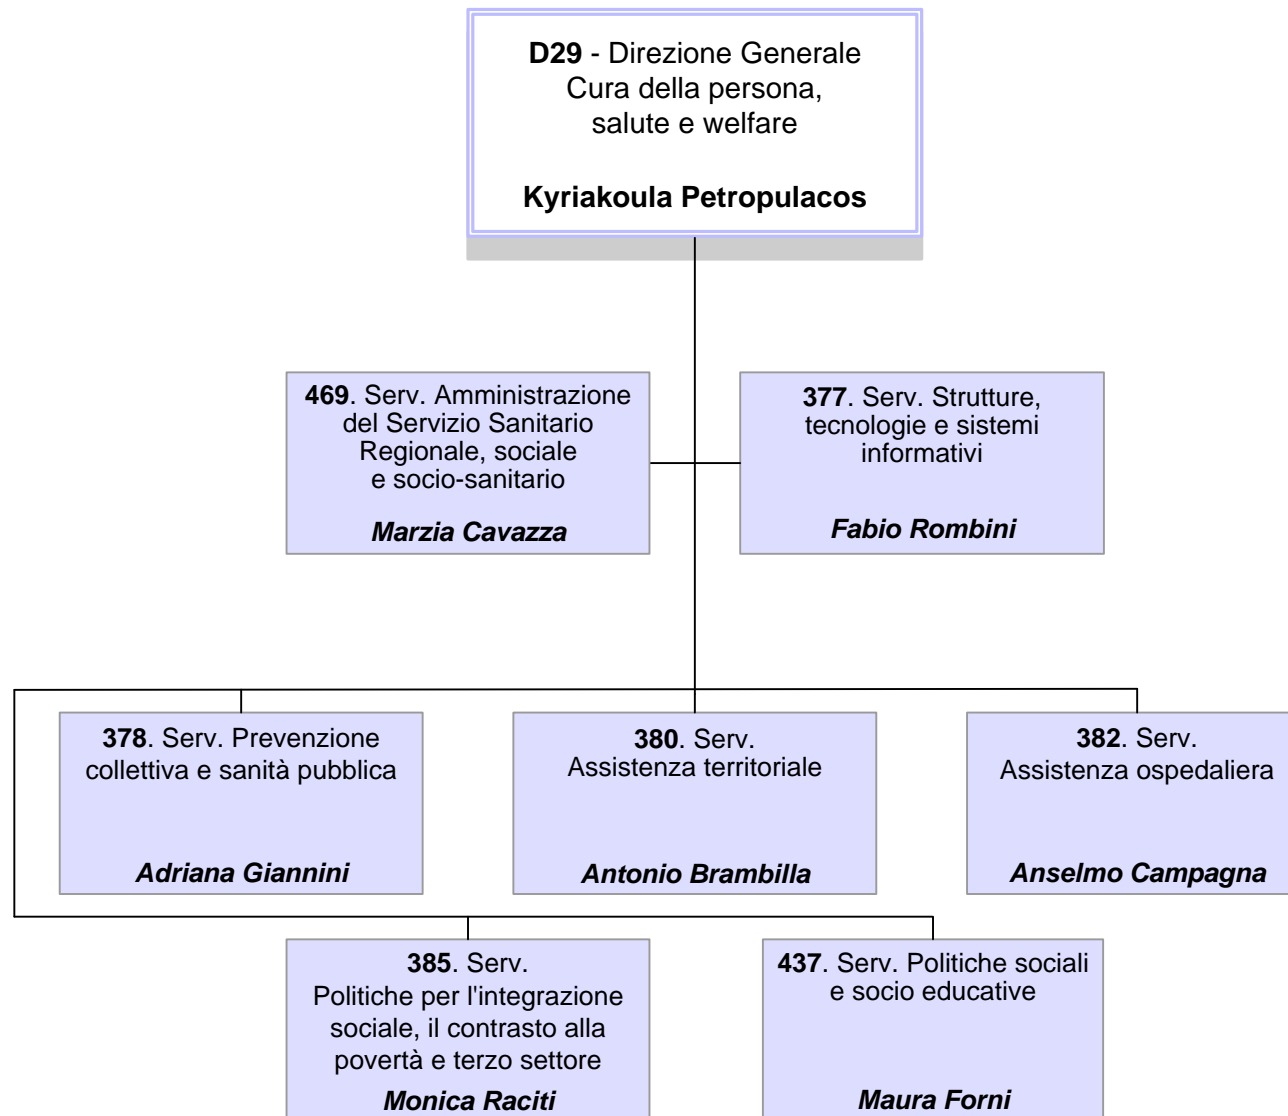 D29 - Direzione Generale
Cura della persona,
salute e welfare
Kyriakoula Petropulacos
469. Serv. Amministrazione
del Servizio Sanitario
Regionale, sociale
e socio-sanitario
Marzia Cavazza
377. Serv. Strutture,
tecnologie e sistemi
informativi
Fabio Rombini
378. Serv. Prevenzione
collettiva e sanità pubblica
Adriana Giannini
380. Serv.
Assistenza territoriale
Antonio Brambilla
382. Serv.
Assistenza ospedaliera
Anselmo Campagna
385. Serv.
Politiche per l'integrazione
sociale, il contrasto alla
povertà e terzo settore
Monica Raciti
437. Serv. Politiche sociali
e socio educative
Maura Forni